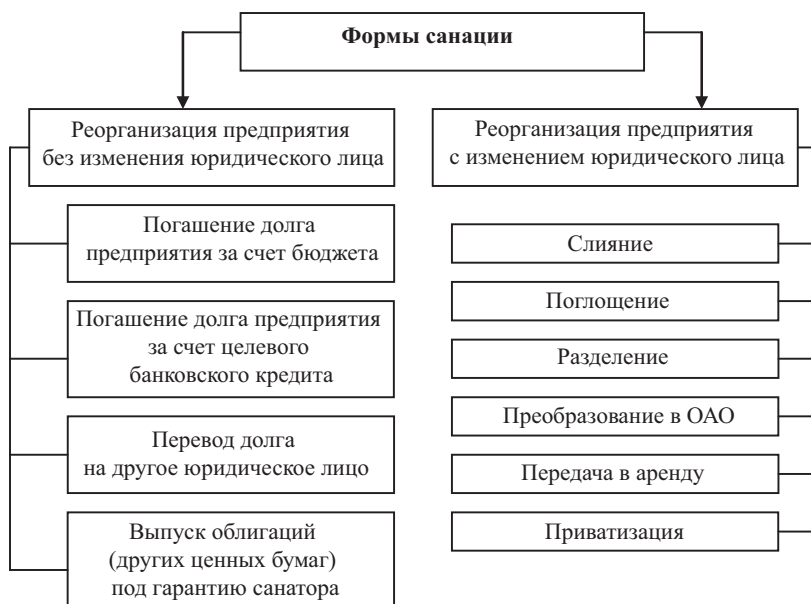 Формы санации
Реорганизация предприятия
без изменения юридического лица
Погашение долга
предприятия за счет бюджета
Погашение долга предприятия
за счет целевого
банковского кредита
Перевод долга
на другое юридическое лицо
Выпуск облигаций
(других ценных бумаг)
под гарантию санатора
Реорганизация предприятия
с изменением юридического лица
Слияние
Поглощение
Разделение
Преобразование в ОАО
Передача в аренду
Приватизация